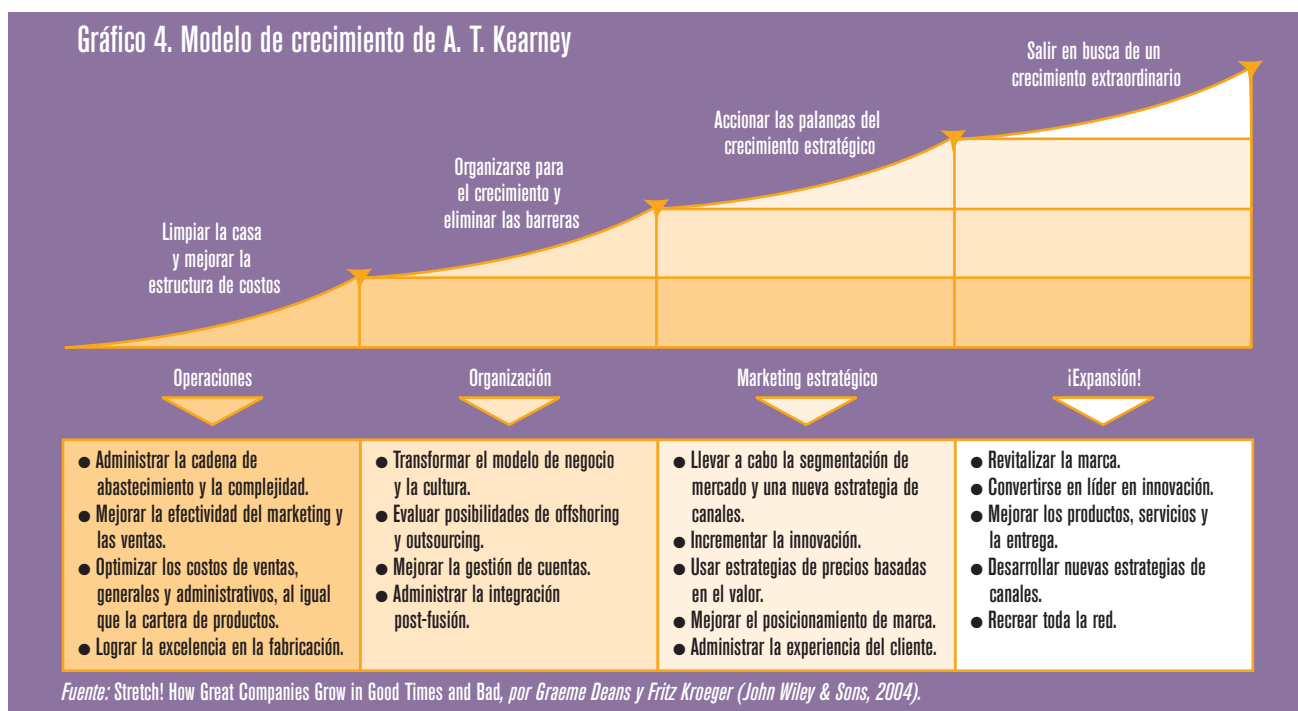 Gráfico 4. Modelo de crecimiento de A. T. Kearney
Limpiar la casa
y mejorar la
estructura de costos
Organizarse para
el crecimiento y
eliminar las barreras
Accionar las palancas del
crecimiento estratégico
Salir en busca de un
crecimiento extraordinario
Operaciones
Organización
Marketing estratégico
¡Expansión!
● Administrar la cadena de
abastecimiento y la complejidad.
● Mejorar la efectividad del marketing y
las ventas.
● Optimizar los costos de ventas,
generales y administrativos, al igual
que la cartera de productos.
● Lograr la excelencia en la fabricación.
● Transformar el modelo de negocio
y la cultura.
● Evaluar posibilidades de offshoring
y outsourcing.
● Mejorar la gestión de cuentas.
● Administrar la integración
post-fusión.
● Llevar a cabo la segmentación de
mercado y una nueva estrategia de
canales.
● Incrementar la innovación.
● Usar estrategias de precios basadas
en el valor.
● Mejorar el posicionamiento de marca.
● Administrar la experiencia del cliente.
● Revitalizar la marca.
● Convertirse en líder en innovación.
● Mejorar los productos, servicios y
la entrega.
● Desarrollar nuevas estrategias de
canales.
● Recrear toda la red.
Fuente: Stretch! How Great Companies Grow in Good Times and Bad, por Graeme Deans y Fritz Kroeger (John Wiley & Sons, 2004).